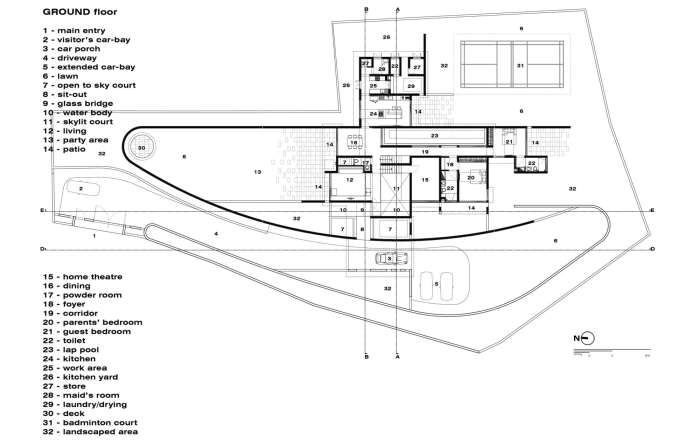 GROUND floor
1 - main entry
2 - visitor's car-bay
3 - car porch
4 - driveway
5 - extended car-bay
6 - lawn
7 - open to sky court
8 - sit-out
9 - glass bridge
10 - water body
11 - skylit court
12 - living
13 - party area
14 - patio
15 - home theatre
16 - dining
17 - powder room
18 - foyer
19 - corridor
20 - parents' bedroom
21 - guest bedroom
22 - toilet
23 - lap pool
24 - kitchen
25 - work area
26 - kitchen yard
27 - store
28 - maid's room
29 - laundry/drying
30 - deck
31 - badminton court
32 - landscaped area
B A
26 6
27 28 22 27
32 31
26 25 29
24 14 6
23
30 6 14 16 19 21 14
32 13 7 17 18 22
2 12 11 15 20
14 22 32
E 10 9 10 14 E
32 7 8 7
1 4 6
D D
3
32 5
B A
N